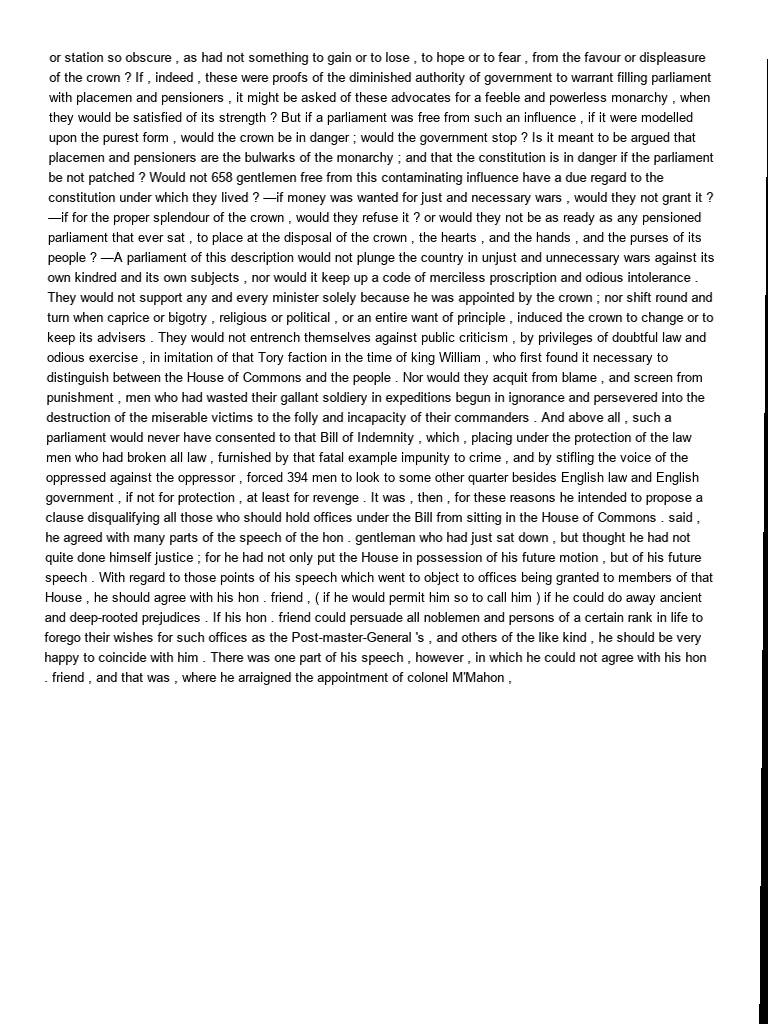 or station so obscure , as had not something to gain or to lose , to hope or to fear , from the favour or displeasure
of the crown ? If , indeed , these were proofs of the diminished authority of government to warrant filling parliament
with placemen and pensioners , it might be asked of these advocates for a feeble and powerless monarchy , when
they would be satisfied of its strength ? But if a parliament was free from such an influence , if it were modelled
upon the purest form , would the crown be in danger ; would the government stop ? Is it meant to be argued that
placemen and pensioners are the bulwarks of the monarchy ; and that the constitution is in danger if the parliament
be not patched ? Would not 658 gentlemen free from this contaminating influence have a due regard to the
constitution under which they lived ? —if money was wanted for just and necessary wars , would they not grant it ?
—if for the proper splendour of the crown , would they refuse it ? or would they not be as ready as any pensioned
parliament that ever sat , to place at the disposal of the crown , the hearts , and the hands , and the purses of its
people ? —A parliament of this description would not plunge the country in unjust and unnecessary wars against its
own kindred and its own subjects , nor would it keep up a code of merciless proscription and odious intolerance .
They would not support any and every minister solely because he was appointed by the crown ; nor shift round and
turn when caprice or bigotry , religious or political , or an entire want of principle , induced the crown to change or to
keep its advisers . They would not entrench themselves against public criticism , by privileges of doubtful law and
odious exercise , in imitation of that Tory faction in the time of king William , who first found it necessary to
distinguish between the House of Commons and the people . Nor would they acquit from blame , and screen from
punishment , men who had wasted their gallant soldiery in expeditions begun in ignorance and persevered into the
destruction of the miserable victims to the folly and incapacity of their commanders . And above all , such a
parliament would never have consented to that Bill of Indemnity , which , placing under the protection of the law
men who had broken all law , furnished by that fatal example impunity to crime , and by stifling the voice of the
oppressed against the oppressor , forced 394 men to look to some other quarter besides English law and English
government , if not for protection , at least for revenge . It was , then , for these reasons he intended to propose a
clause disqualifying all those who should hold offices under the Bill from sitting in the House of Commons . said ,
he agreed with many parts of the speech of the hon . gentleman who had just sat down , but thought he had not
quite done himself justice ; for he had not only put the House in possession of his future motion , but of his future
speech . With regard to those points of his speech which went to object to offices being granted to members of that
House , he should agree with his hon . friend , ( if he would permit him so to call him ) if he could do away ancient
and deep-rooted prejudices . If his hon . friend could persuade all noblemen and persons of a certain rank in life to
forego their wishes for such offices as the Post-master-General 's , and others of the like kind , he should be very
happy to coincide with him . There was one part of his speech , however , in which he could not agree with his hon
. friend , and that was , where he arraigned the appointment of colonel M'Mahon ,